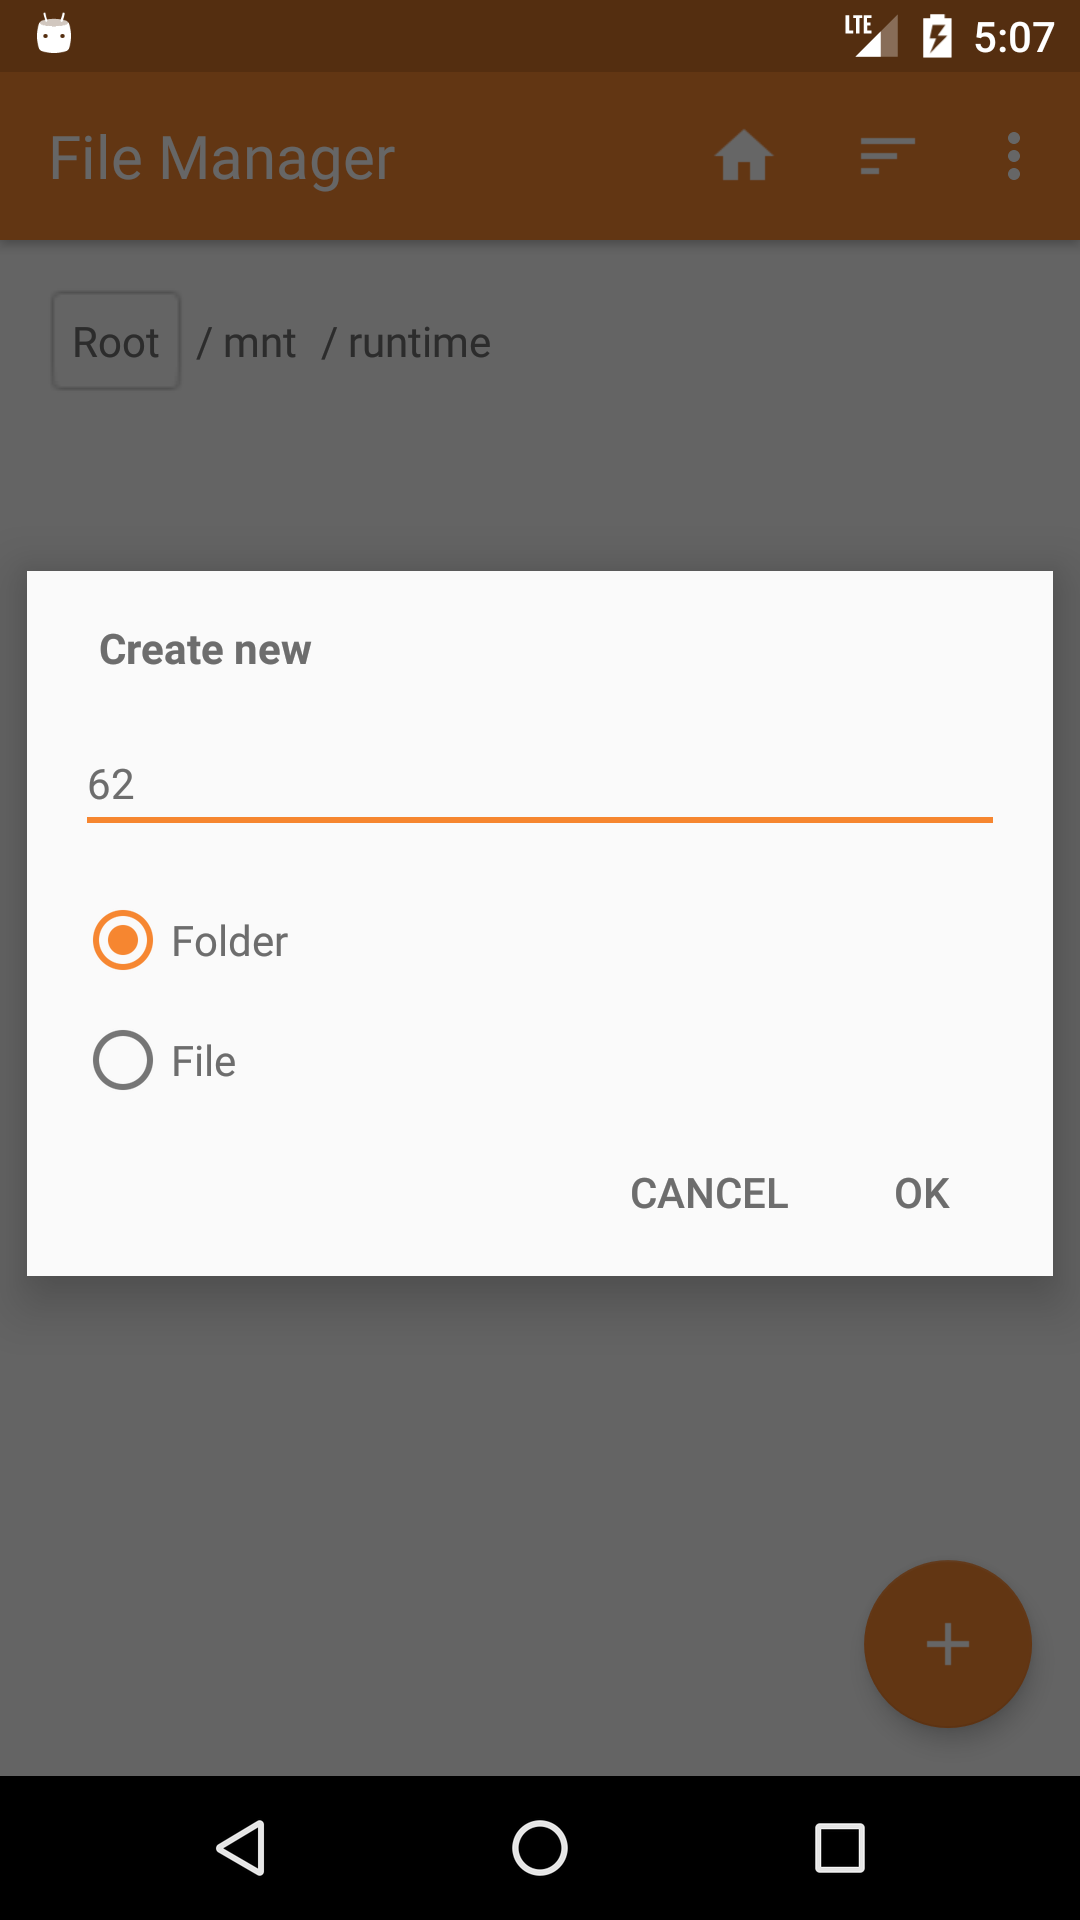 LTE 5:07
File Manager
Root / mnt / runtime
Create new
62
Folder
File
CANCEL OK